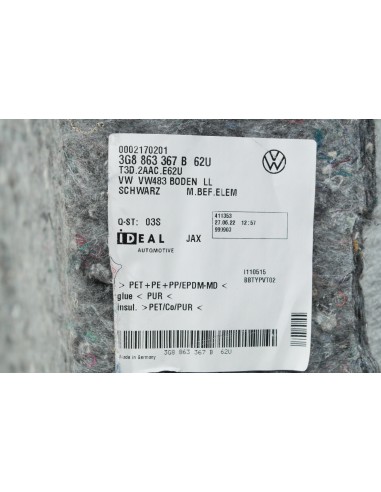 0002170201
3G8 863 367 B 62U
T3D.2AAC.E62U
VW VW483 BODEN LL
SCHWARZ M.BEF.ELEM
Q-ST: 03S
411353
27.06.22 12:57
999903
IDEAL JAX
AUTOMOTIVE
I110515
BBTYPVT02
> PET+PE+PP/EPDM-MD<
glue < PUR <
insul. >PET/Co/PUR<
Made in Germany
3G8 863 367 B 62U